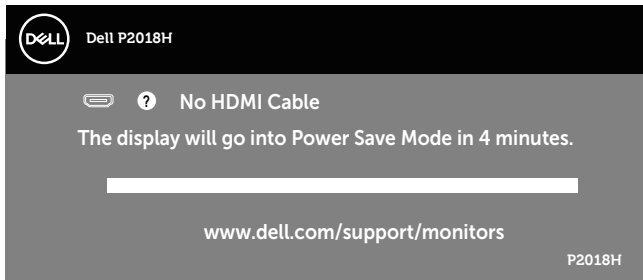 DELL Dell P2018H
? No HDMI Cable
The display will go into Power Save Mode in 4 minutes.
www.dell.com/support/monitors
P2018H